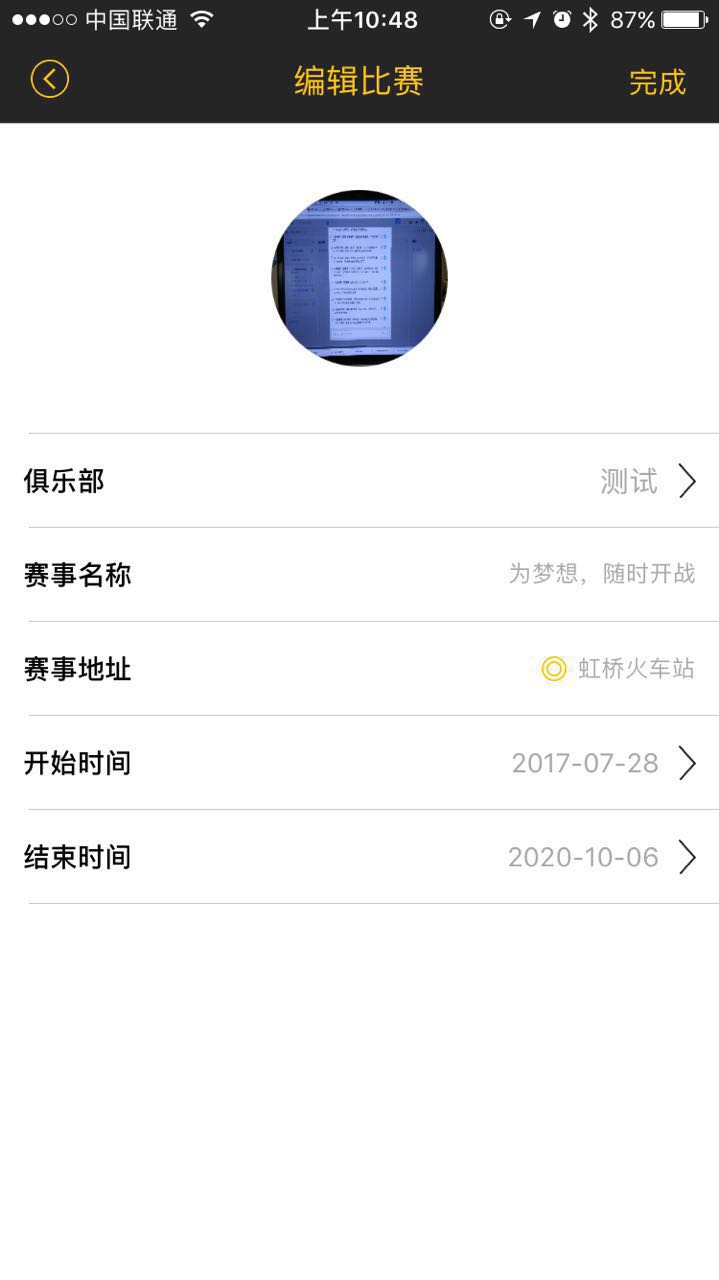 中国联通
上午10:48
87%
编辑比赛
完成
俱乐部
测试
赛事名称
为梦想，随时开战
赛事地址
虹桥火车站
开始时间
2017-07-28
结束时间
2020-10-06